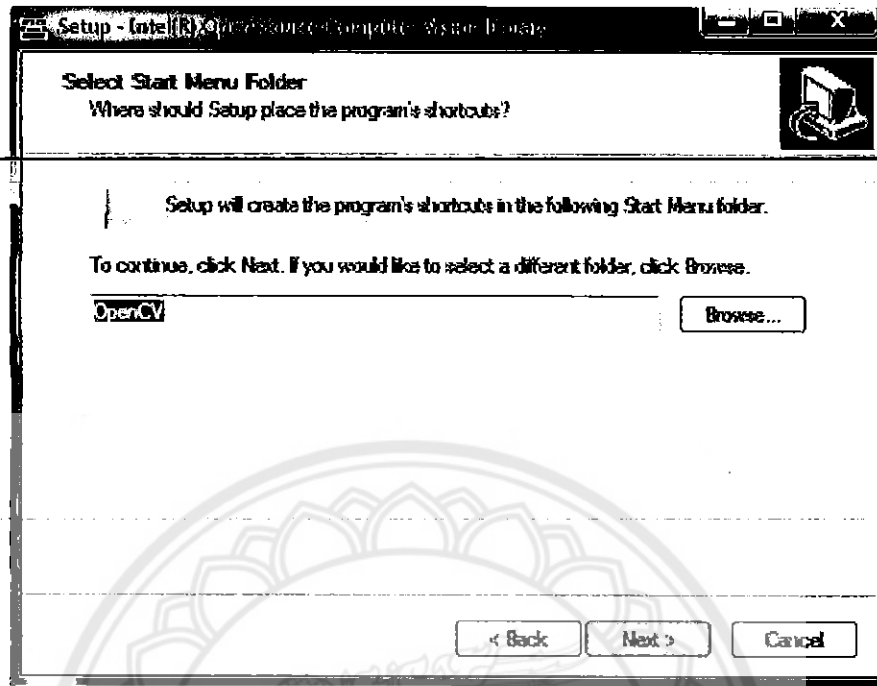 Setup - Intel(R) Open Source Computer Vision Library
Select Start Menu Folder
Where should Setup place the program's shortcuts?
Setup will create the program's shortcuts in the following Start Menu folder.
To continue, click Next. If you would like to select a different folder, click Browse.
OpenCV
Browse...
< Back
Next >
Cancel